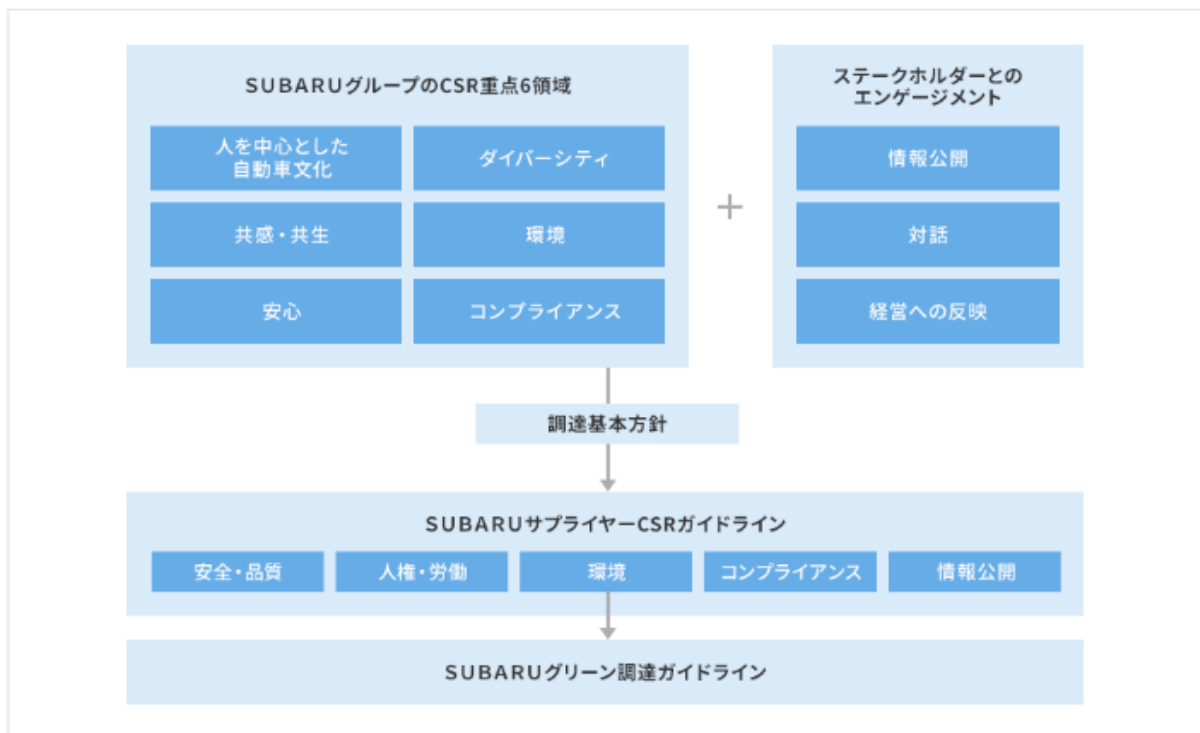 SUBARUグループのCSR重点6領域
人を中心とした
自動車文化
ダイバーシティ
共感・共生
環境
安心
コンプライアンス
+
ステークホルダーとの
エンゲージメント
情報公開
対話
経営への反映
調達基本方針
SUBARUサプライヤーCSRガイドライン
安全・品質
人権・労働
環境
コンプライアンス
情報公開
SUBARUグリーン調達ガイドライン